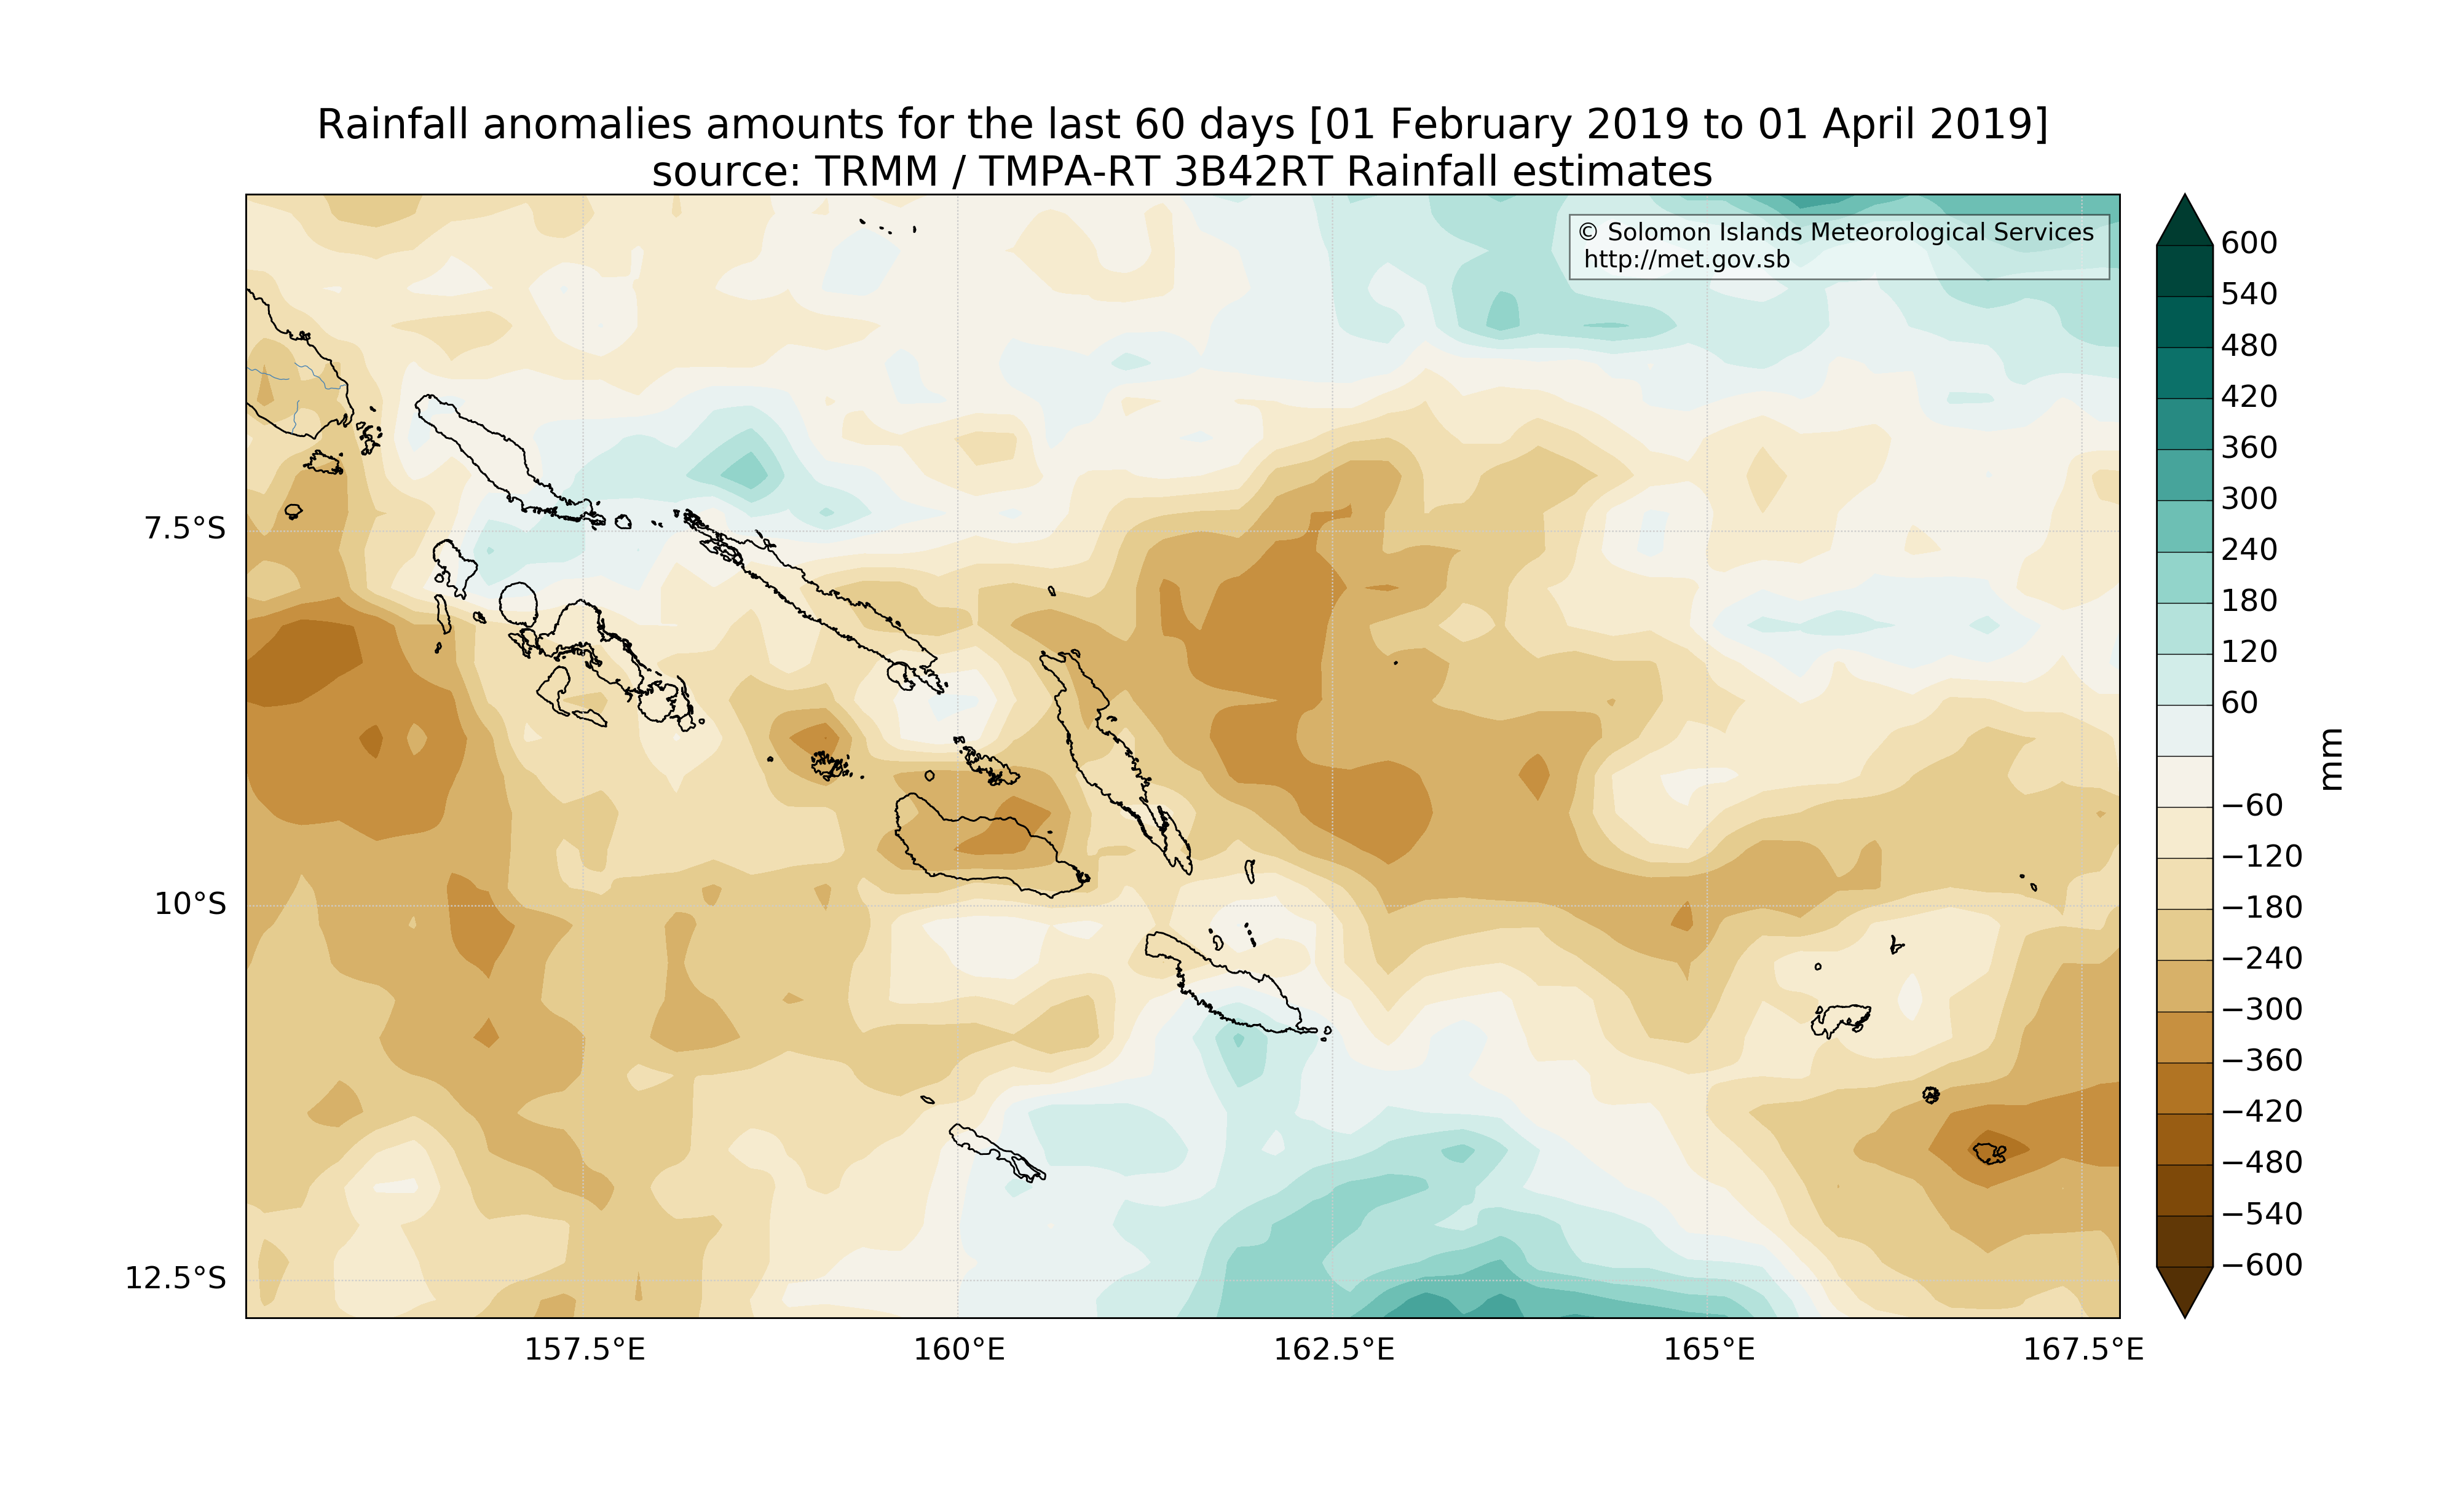 Rainfall anomalies amounts for the last 60 days [01 February 2019 to 01 April 2019]
source: TRMM / TMPA-RT 3B42RT Rainfall estimates
© Solomon Islands Meteorological Services
http://met.gov.sb
7.5°S
10°S
12.5°S
157.5°E
160°E
162.5°E
165°E
167.5°E
600
540
480
420
360
300
240
180
120
60
−60
−120
−180
−240
−300
−360
−420
−480
−540
−600
mm